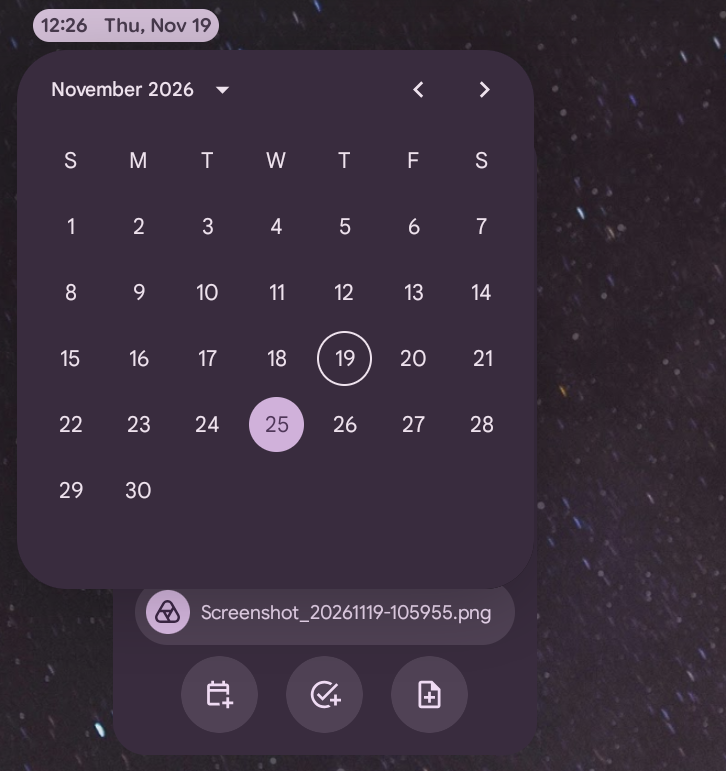 12:26 Thu, Nov 19
November 2026
S M T W T F S
1 2 3 4 5 6 7
8 9 10 11 12 13 14
15 16 17 18 19 20 21
22 23 24 25 26 27 28
29 30
Screenshot_20261119-105955.png